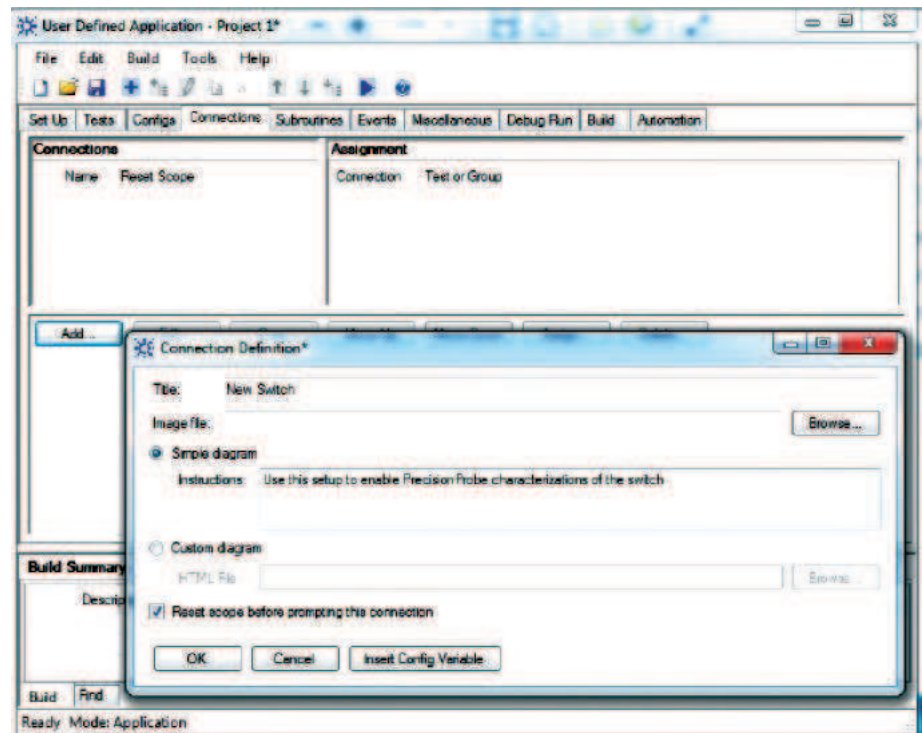 User Defined Application - Project 1*
File Edit Build Tools Help
Set Up Tests Configs Connections Subroutines Events Miscellaneous Debug Run Build Automation
Connections Assignment
Name Reset Scope Connection Test or Group
Add...
Connection Definition*
Title: New Switch
Image file: Browse...
Simple diagram
Instructions: Use this setup to enable Precision Probe characterizations of the switch
Custom diagram
HTML File Browse...
Reset scope before prompting this connection
OK Cancel Insert Config Variable
Build Summary
Descrip
Build Find
Ready Mode: Application